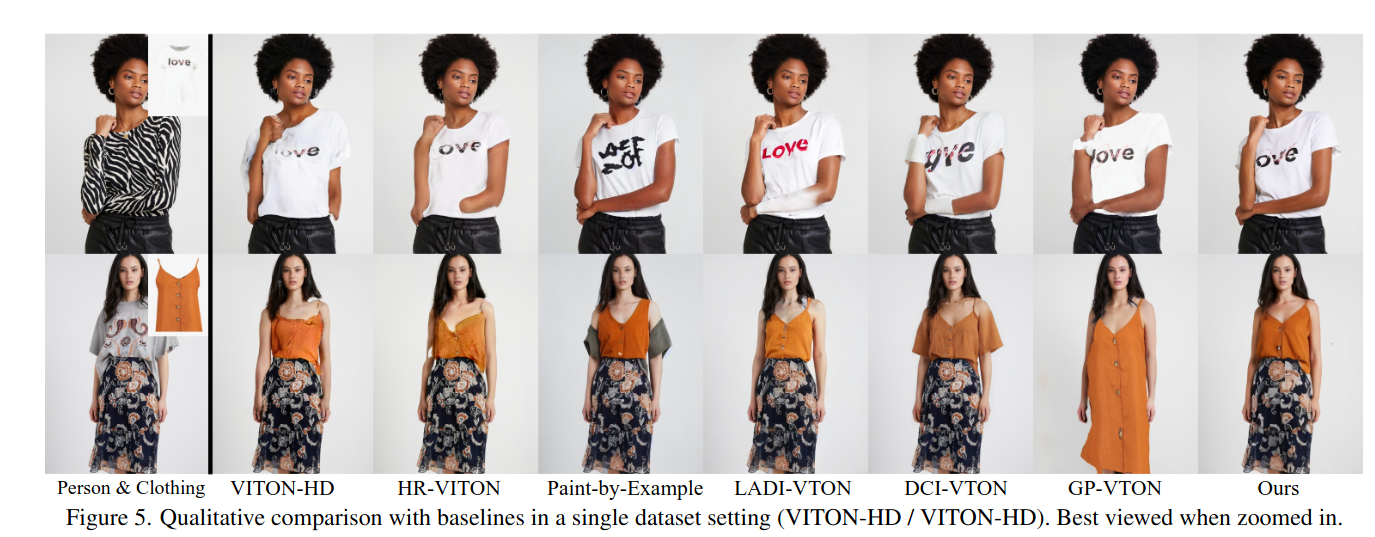 love
love
ove
LOVE
love
ove
Person & Clothing
VITON-HD
HR-VITON
Paint-by-Example
LADI-VTON
DCI-VTON
GP-VTON
Ours
Figure 5. Qualitative comparison with baselines in a single dataset setting (VITON-HD / VITON-HD). Best viewed when zoomed in.